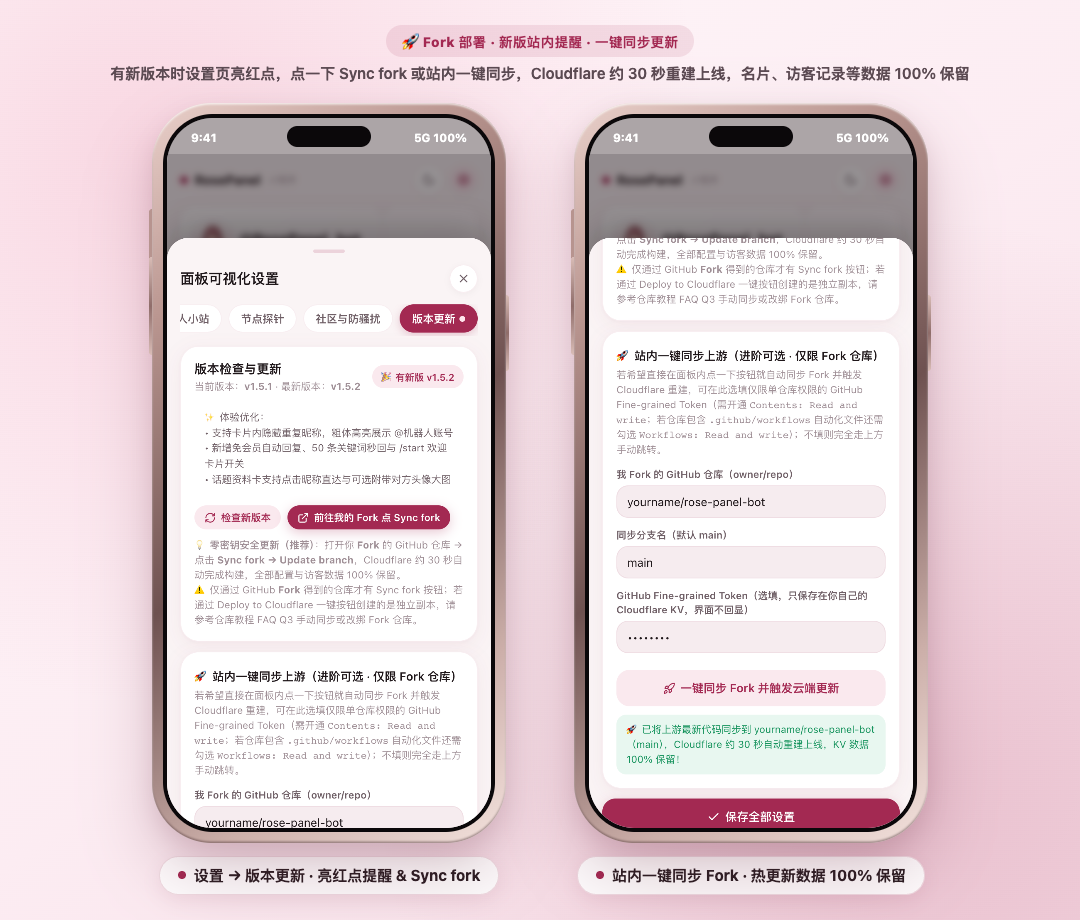 🚀 Fork 部署 · 新版站内提醒 · 一键同步更新
有新版本时设置页亮红点，点一下 Sync fork 或站内一键同步，Cloudflare 约 30 秒重建上线，名片、访客记录等数据 100% 保留
9:41
5G 100%
面板可视化设置
人小站
节点探针
社区与防骚扰
版本更新
版本检查与更新
当前版本：v1.5.1 · 最新版本：v1.5.2
🎉 有新版 v1.5.2
✨ 体验优化：
• 支持卡片内隐藏重复昵称，粗体高亮展示 @机器人账号
• 新增免会员自动回复、50 条关键词秒回与 /start 欢迎
卡片开关
• 话题资料卡支持点击昵称直达与可选附带对方头像大图
检查新版本
前往我的 Fork 点 Sync fork
💡 零密钥安全更新（推荐）：打开你 Fork 的 GitHub 仓库 →
点击 Sync fork → Update branch，Cloudflare 约 30 秒自
动完成构建，全部配置与访客数据 100% 保留。
⚠️ 仅通过 GitHub Fork 得到的仓库才有 Sync fork 按钮；若
通过 Deploy to Cloudflare 一键按钮创建的是独立副本，请
参考仓库教程 FAQ Q3 手动同步或改绑 Fork 仓库。
🚀 站内一键同步上游（进阶可选 · 仅限 Fork 仓库）
若希望直接在面板内点一下按钮就自动同步 Fork 并触发
Cloudflare 重建，可在此选填仅限单仓库权限的 GitHub
Fine-grained Token（需开通 Contents: Read and
write；若仓库包含 .github/workflows 自动化文件还需
勾选 Workflows: Read and write）；不填则完全走上方
手动跳转。
我 Fork 的 GitHub 仓库（owner/repo）
yourname/rose-panel-bot
设置 → 版本更新 · 亮红点提醒 & Sync fork
9:41
5G 100%
点击 Sync fork → Update branch，Cloudflare 约 30 秒自
动完成构建，全部配置与访客数据 100% 保留。
⚠️ 仅通过 GitHub Fork 得到的仓库才有 Sync fork 按钮；若
通过 Deploy to Cloudflare 一键按钮创建的是独立副本，请
参考仓库教程 FAQ Q3 手动同步或改绑 Fork 仓库。
🚀 站内一键同步上游（进阶可选 · 仅限 Fork 仓库）
若希望直接在面板内点一下按钮就自动同步 Fork 并触发
Cloudflare 重建，可在此选填仅限单仓库权限的 GitHub
Fine-grained Token（需开通 Contents: Read and
write；若仓库包含 .github/workflows 自动化文件还需
勾选 Workflows: Read and write）；不填则完全走上方
手动跳转。
我 Fork 的 GitHub 仓库（owner/repo）
yourname/rose-panel-bot
同步分支名（默认 main）
main
GitHub Fine-grained Token（选填，只保存在你自己的
Cloudflare KV，界面不回显）
••••••••
一键同步 Fork 并触发云端更新
🚀 已将上游最新代码同步到 yourname/rose-panel-bot
（main），Cloudflare 约 30 秒自动重建上线，KV 数据
100% 保留！
保存全部设置
站内一键同步 Fork · 热更新数据 100% 保留